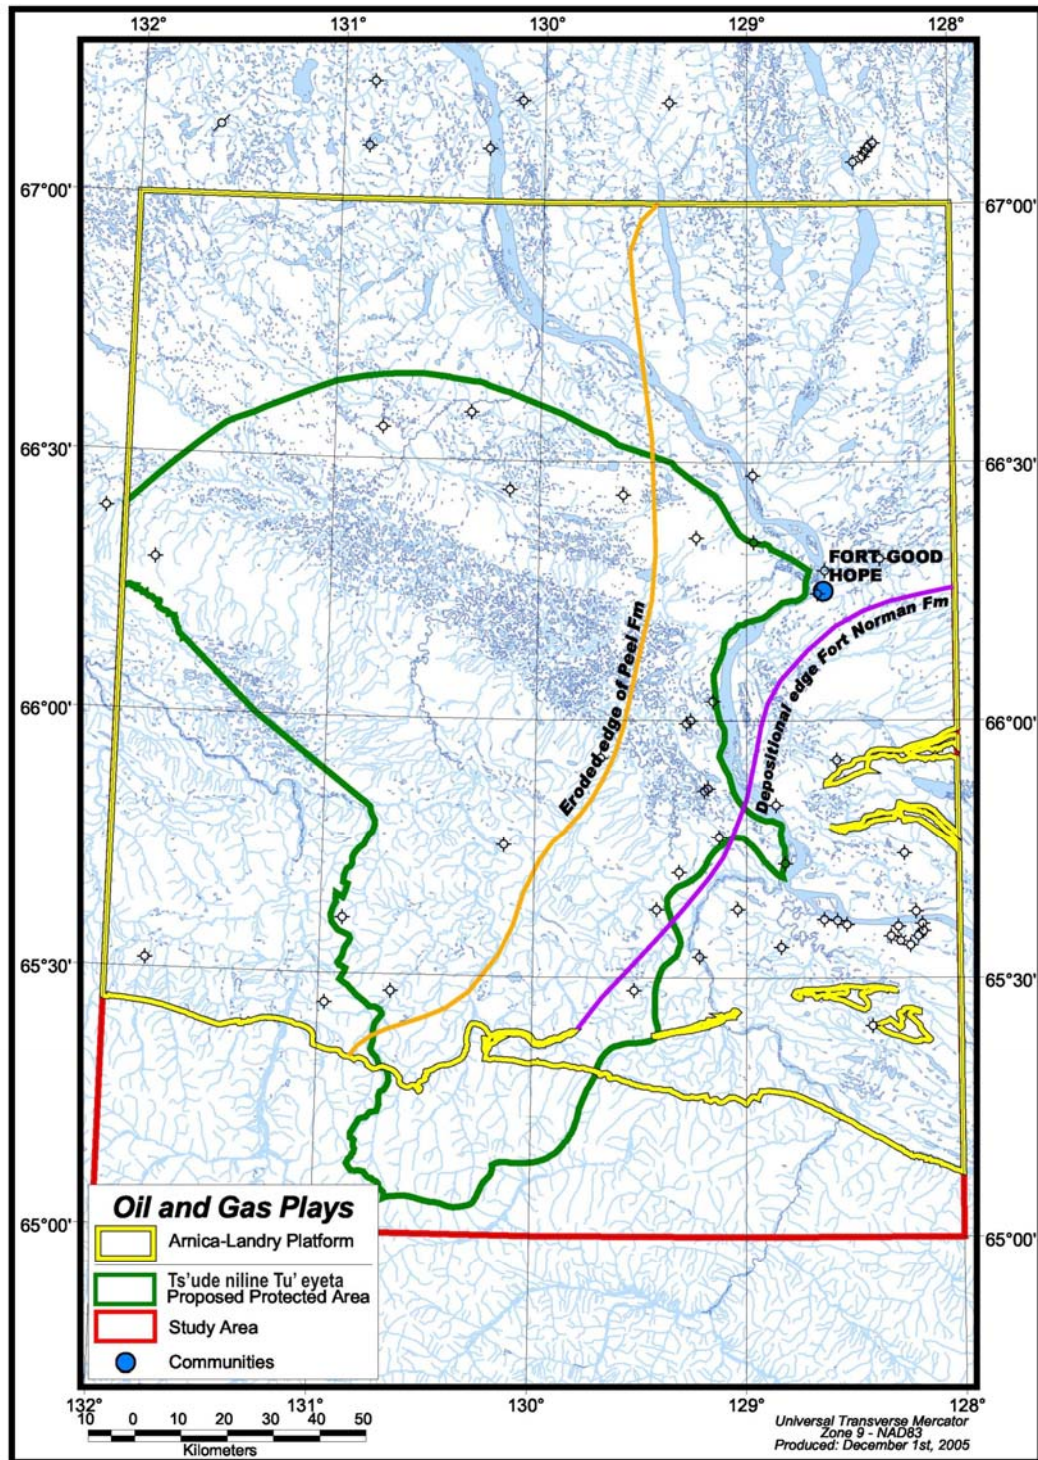 132° 131° 130° 129° 128°
67°00' 67°00'
66°30' 66°30'
FORT GOOD
HOPE
Eroded edge of Peel Fm
Depositional edge Fort Norman Fm
66°00' 66°00'
65°30' 65°30'
65°00' 65°00'
Oil and Gas Plays
Arnica-Landry Platform
Ts'ude niline Tu' eyeta
Proposed Protected Area
Study Area
Communities
132° 131° 130° 129° 128°
10 0 10 20 30 40 50
Kilometers
Universal Transverse Mercator
Zone 9 - NAD83
Produced: December 1st, 2005